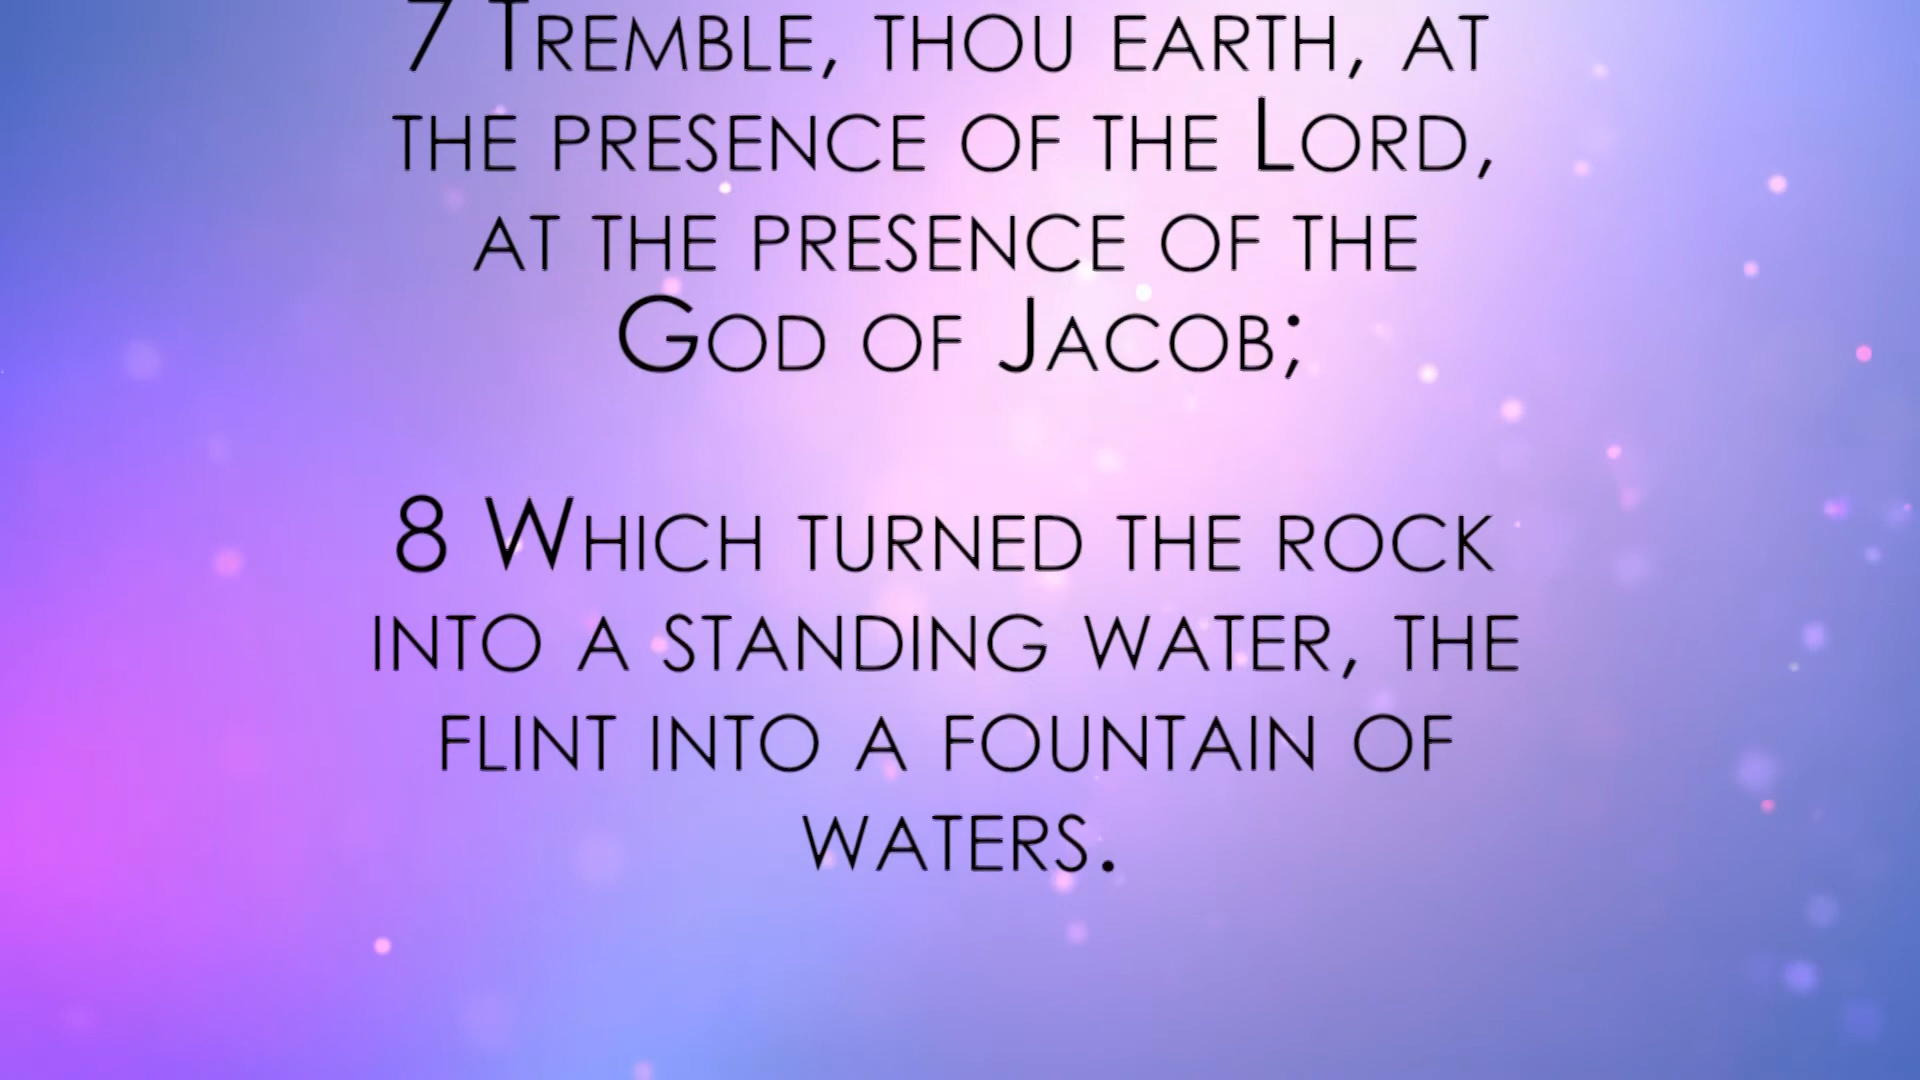 7 Tremble, thou earth, at
the presence of the Lord,
at the presence of the
God of Jacob;
8 Which turned the rock
into a standing water, the
flint into a fountain of
waters.